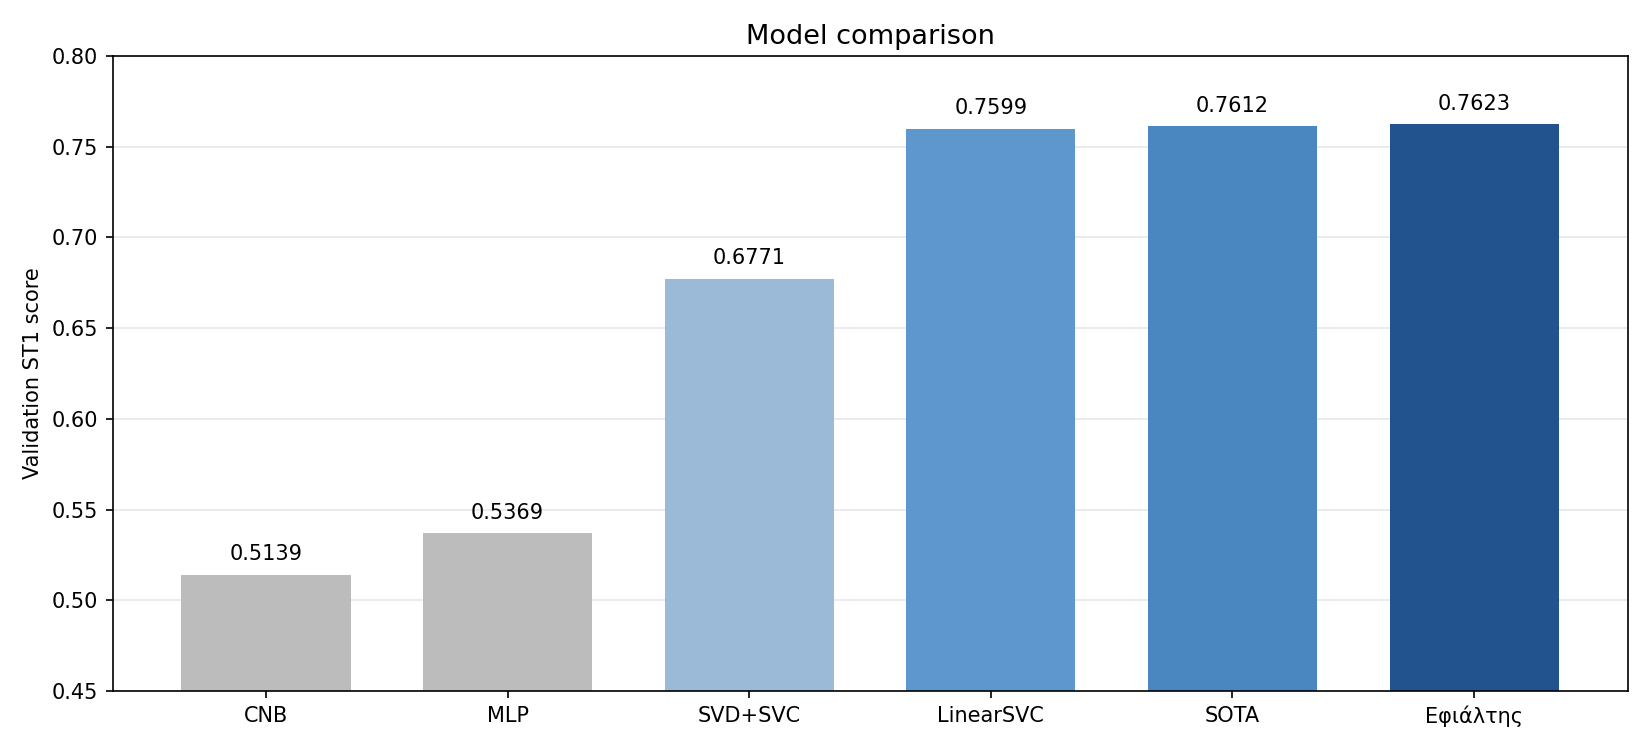 Model comparison
Validation ST1 score
0.80
0.75
0.70
0.65
0.60
0.55
0.50
0.45
0.5139
0.5369
0.6771
0.7599
0.7612
0.7623
CNB
MLP
SVD+SVC
LinearSVC
SOTA
Εφιάλτης